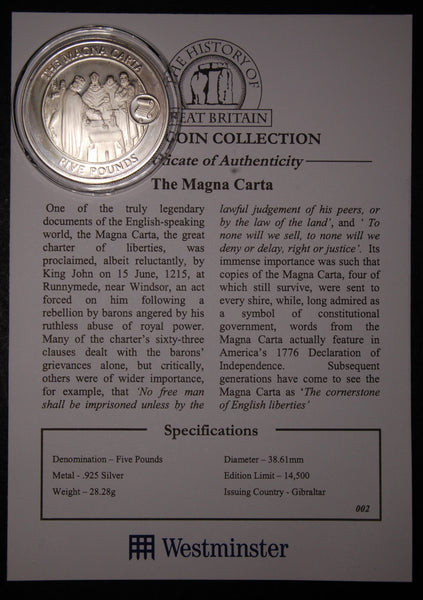 THE MAGNA CARTA
FIVE POUNDS
THE HISTORY OF
GREAT BRITAIN
COIN COLLECTION
of Authenticity
The Magna Carta
One of the truly legendary
documents of the English-speaking
world, the Magna Carta, the great
charter of liberties, was
proclaimed, albeit reluctantly, by
King John on 15 June, 1215, at
Runnymede, near Windsor, an act
forced on him following a
rebellion by barons angered by his
ruthless abuse of royal power.
Many of the charter's sixty-three
clauses dealt with the barons'
grievances alone, but critically,
others were of wider importance,
for example, that 'No free man
shall be imprisoned unless by the
lawful judgement of his peers, or
by the law of the land', and ' To
none will we sell, to none will we
deny or delay, right or justice'. Its
immense importance was such that
copies of the Magna Carta, four of
which still survive, were sent to
every shire, while, long admired as
a symbol of constitutional
government, words from the
Magna Carta actually feature in
America's 1776 Declaration of
Independence. Subsequent
generations have come to see the
Magna Carta as 'The cornerstone
of English liberties'
Specifications
Denomination – Five Pounds
Metal - .925 Silver
Weight – 28.28g
Diameter – 38.61mm
Edition Limit – 14,500
Issuing Country - Gibraltar
002
Westminster